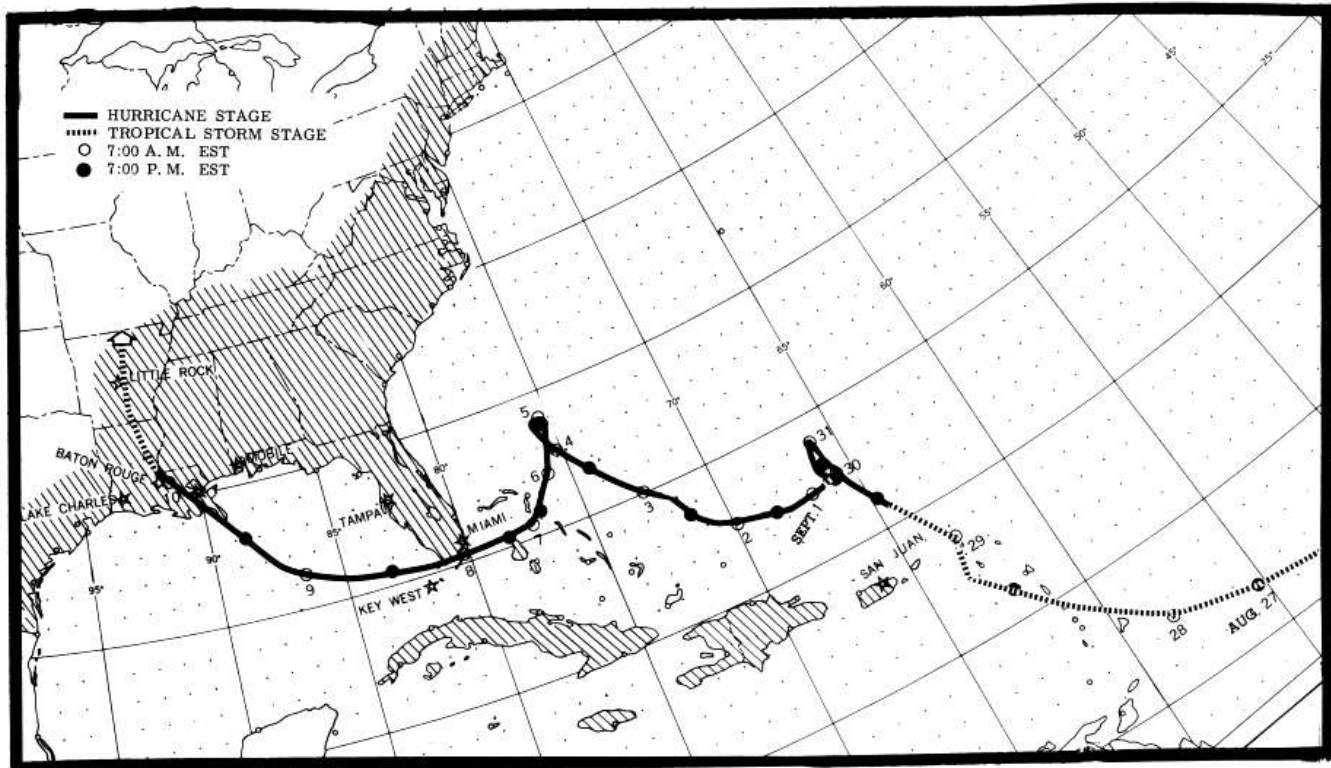 HURRICANE STAGE
TROPICAL STORM STAGE
7:00 A. M. EST
7:00 P. M. EST
45°
25°
50°
55°
60°
65°
70°
80°
85°
90°
95°
LITTLE ROCK
BATON ROUGE
MOBILE
LAKE CHARLES
TAMPA
MIAMI
KEY WEST
SAN JUAN
10
9
8
7
6
5
4
3
2
SEPT. 1
31
30
29
28
AUG. 27